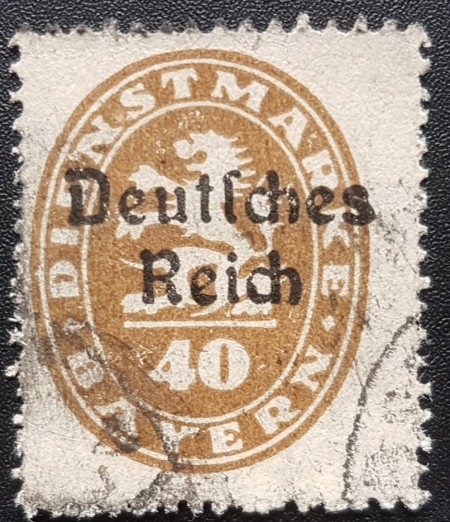 DIENSTMARKE
Deutſches
Reich
40
BAYERN